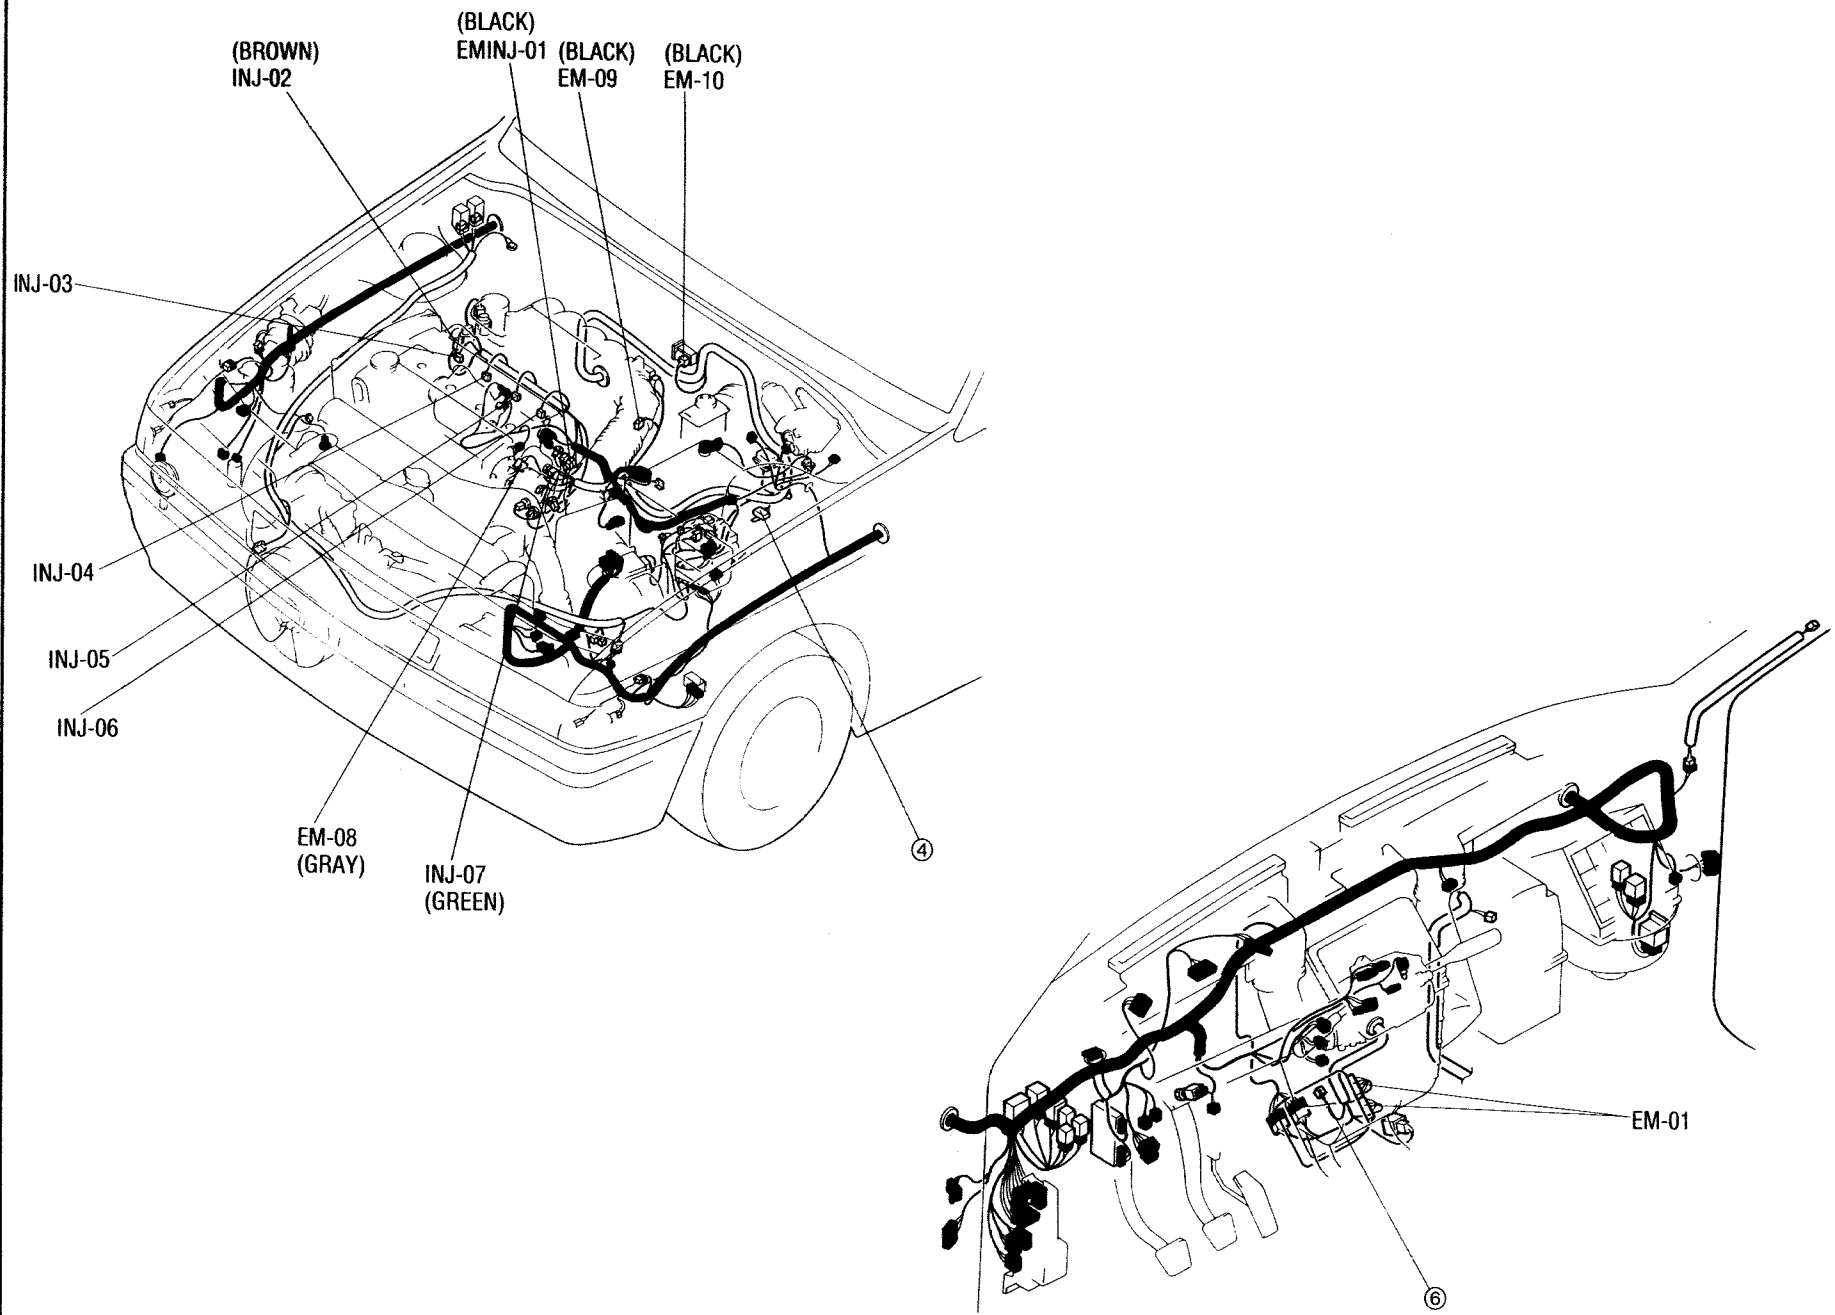 (BLACK)
(BROWN)
EMINJ-01
(BLACK)
(BLACK)
INJ-02
EM-09
EM-10
INJ-03
INJ-04
INJ-05
INJ-06
EM-08
(GRAY)
INJ-07
(GREEN)
④
EM-01
⑥